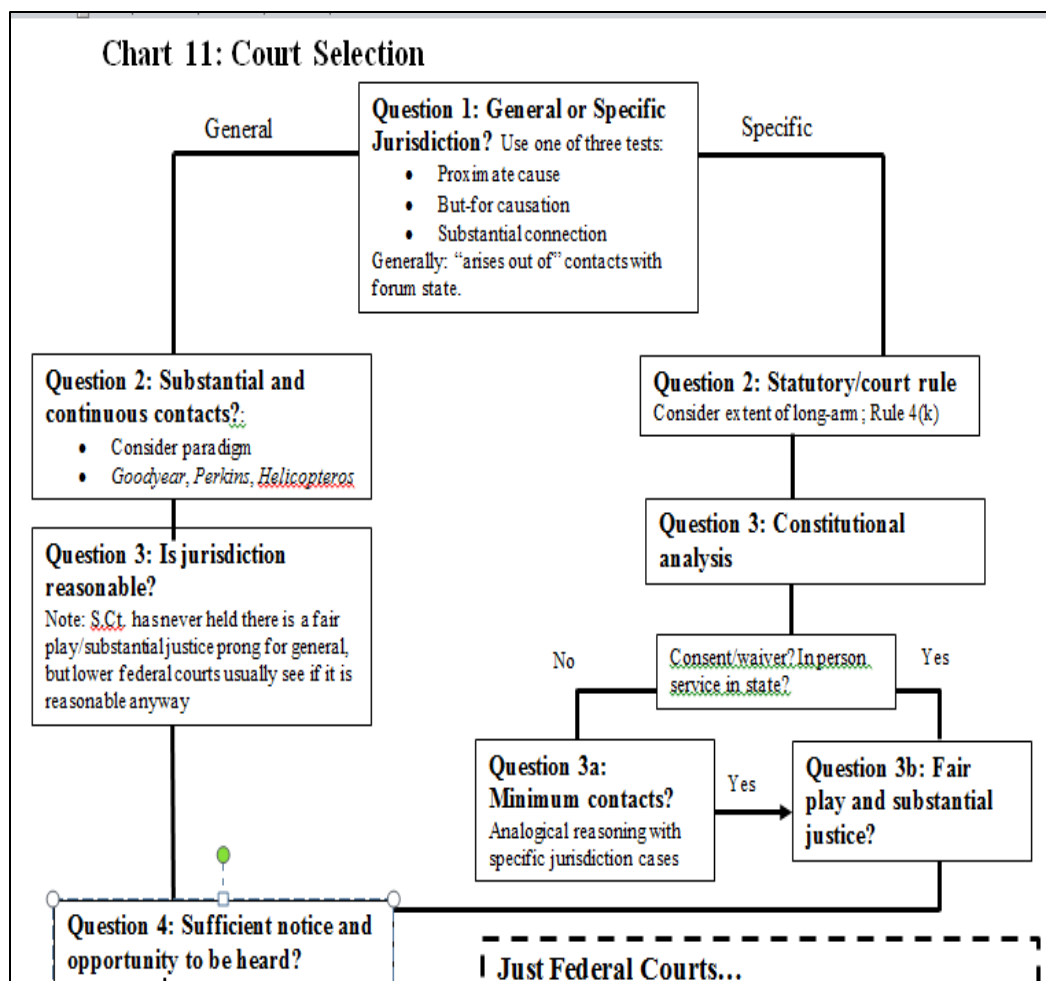 Chart 11: Court Selection
General
Question 1: General or Specific
Jurisdiction? Use one of three tests:
• Proximate cause
• But-for causation
• Substantial connection
Generally: “arises out of” contacts with
forum state.
Specific
Question 2: Substantial and
continuous contacts?:
• Consider paradigm
• Goodyear, Perkins, Helicopteros
Question 3: Is jurisdiction
reasonable?
Note: S.Ct. has never held there is a fair
play/substantial justice prong for general,
but lower federal courts usually see if it is
reasonable anyway
Question 2: Statutory/court rule
Consider extent of long-arm; Rule 4(k)
Question 3: Constitutional
analysis
No
Consent/waiver? In person
service in state?
Yes
Question 3a:
Minimum contacts?
Analogical reasoning with
specific jurisdiction cases
Yes
Question 3b: Fair
play and substantial
justice?
Question 4: Sufficient notice and
opportunity to be heard?
Just Federal Courts…